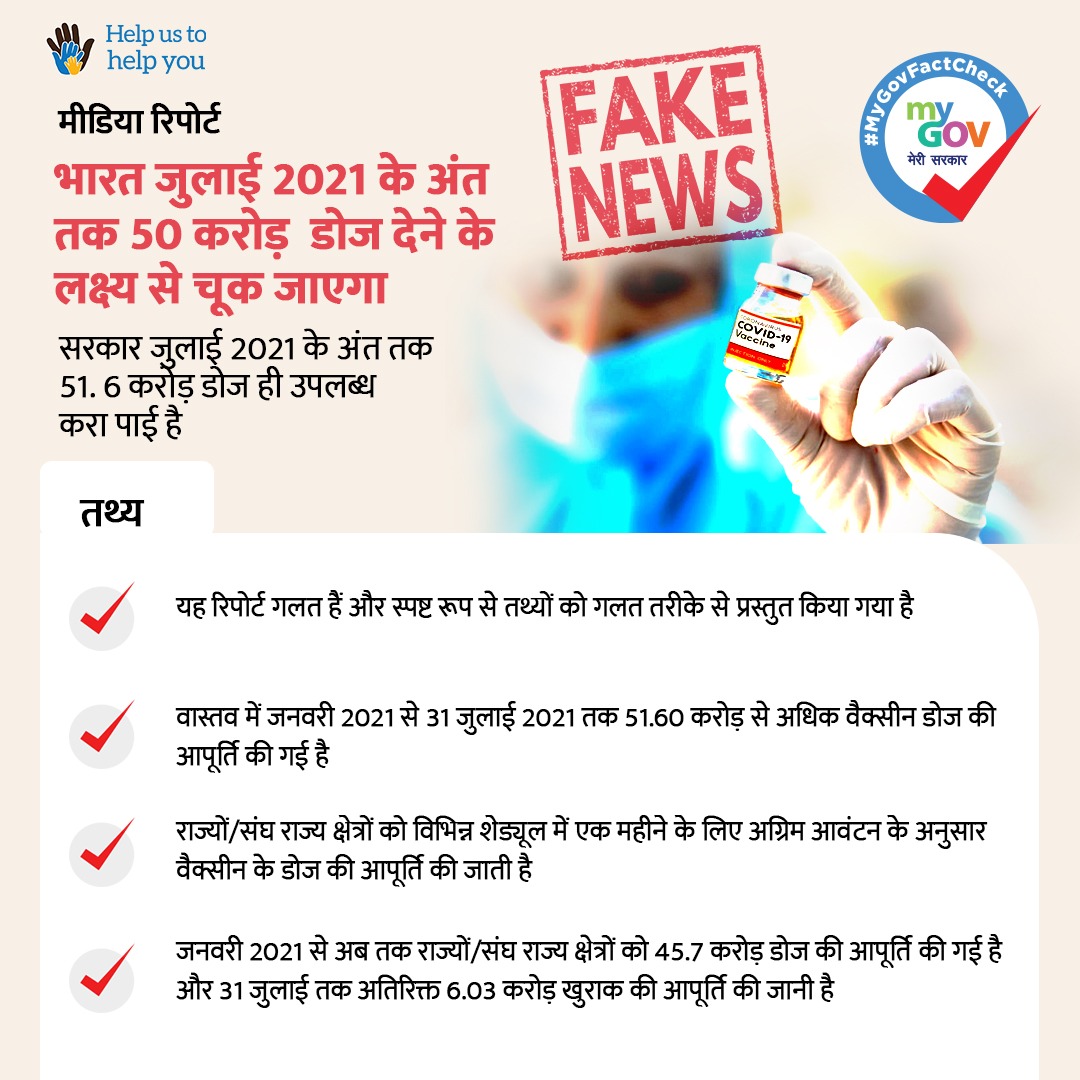 Help us to
help you
मीडिया रिपोर्ट
भारत जुलाई 2021 के अंत
तक 50 करोड़ डोज देने के
लक्ष्य से चूक जाएगा
सरकार जुलाई 2021 के अंत तक
51. 6 करोड़ डोज ही उपलब्ध
करा पाई है
FAKE
NEWS
#MyGovFactCheck
my
GOV
मेरी सरकार
CORONAVIRUS
COVID-19
Vaccine
INJECTION ONLY
तथ्य
यह रिपोर्ट गलत हैं और स्पष्ट रूप से तथ्यों को गलत तरीके से प्रस्तुत किया गया है
वास्तव में जनवरी 2021 से 31 जुलाई 2021 तक 51.60 करोड़ से अधिक वैक्सीन डोज की
आपूर्ति की गई है
राज्यों/संघ राज्य क्षेत्रों को विभिन्न शेड्यूल में एक महीने के लिए अग्रिम आवंटन के अनुसार
वैक्सीन के डोज की आपूर्ति की जाती है
जनवरी 2021 से अब तक राज्यों/संघ राज्य क्षेत्रों को 45.7 करोड़ डोज की आपूर्ति की गई है
और 31 जुलाई तक अतिरिक्त 6.03 करोड़ खुराक की आपूर्ति की जानी है